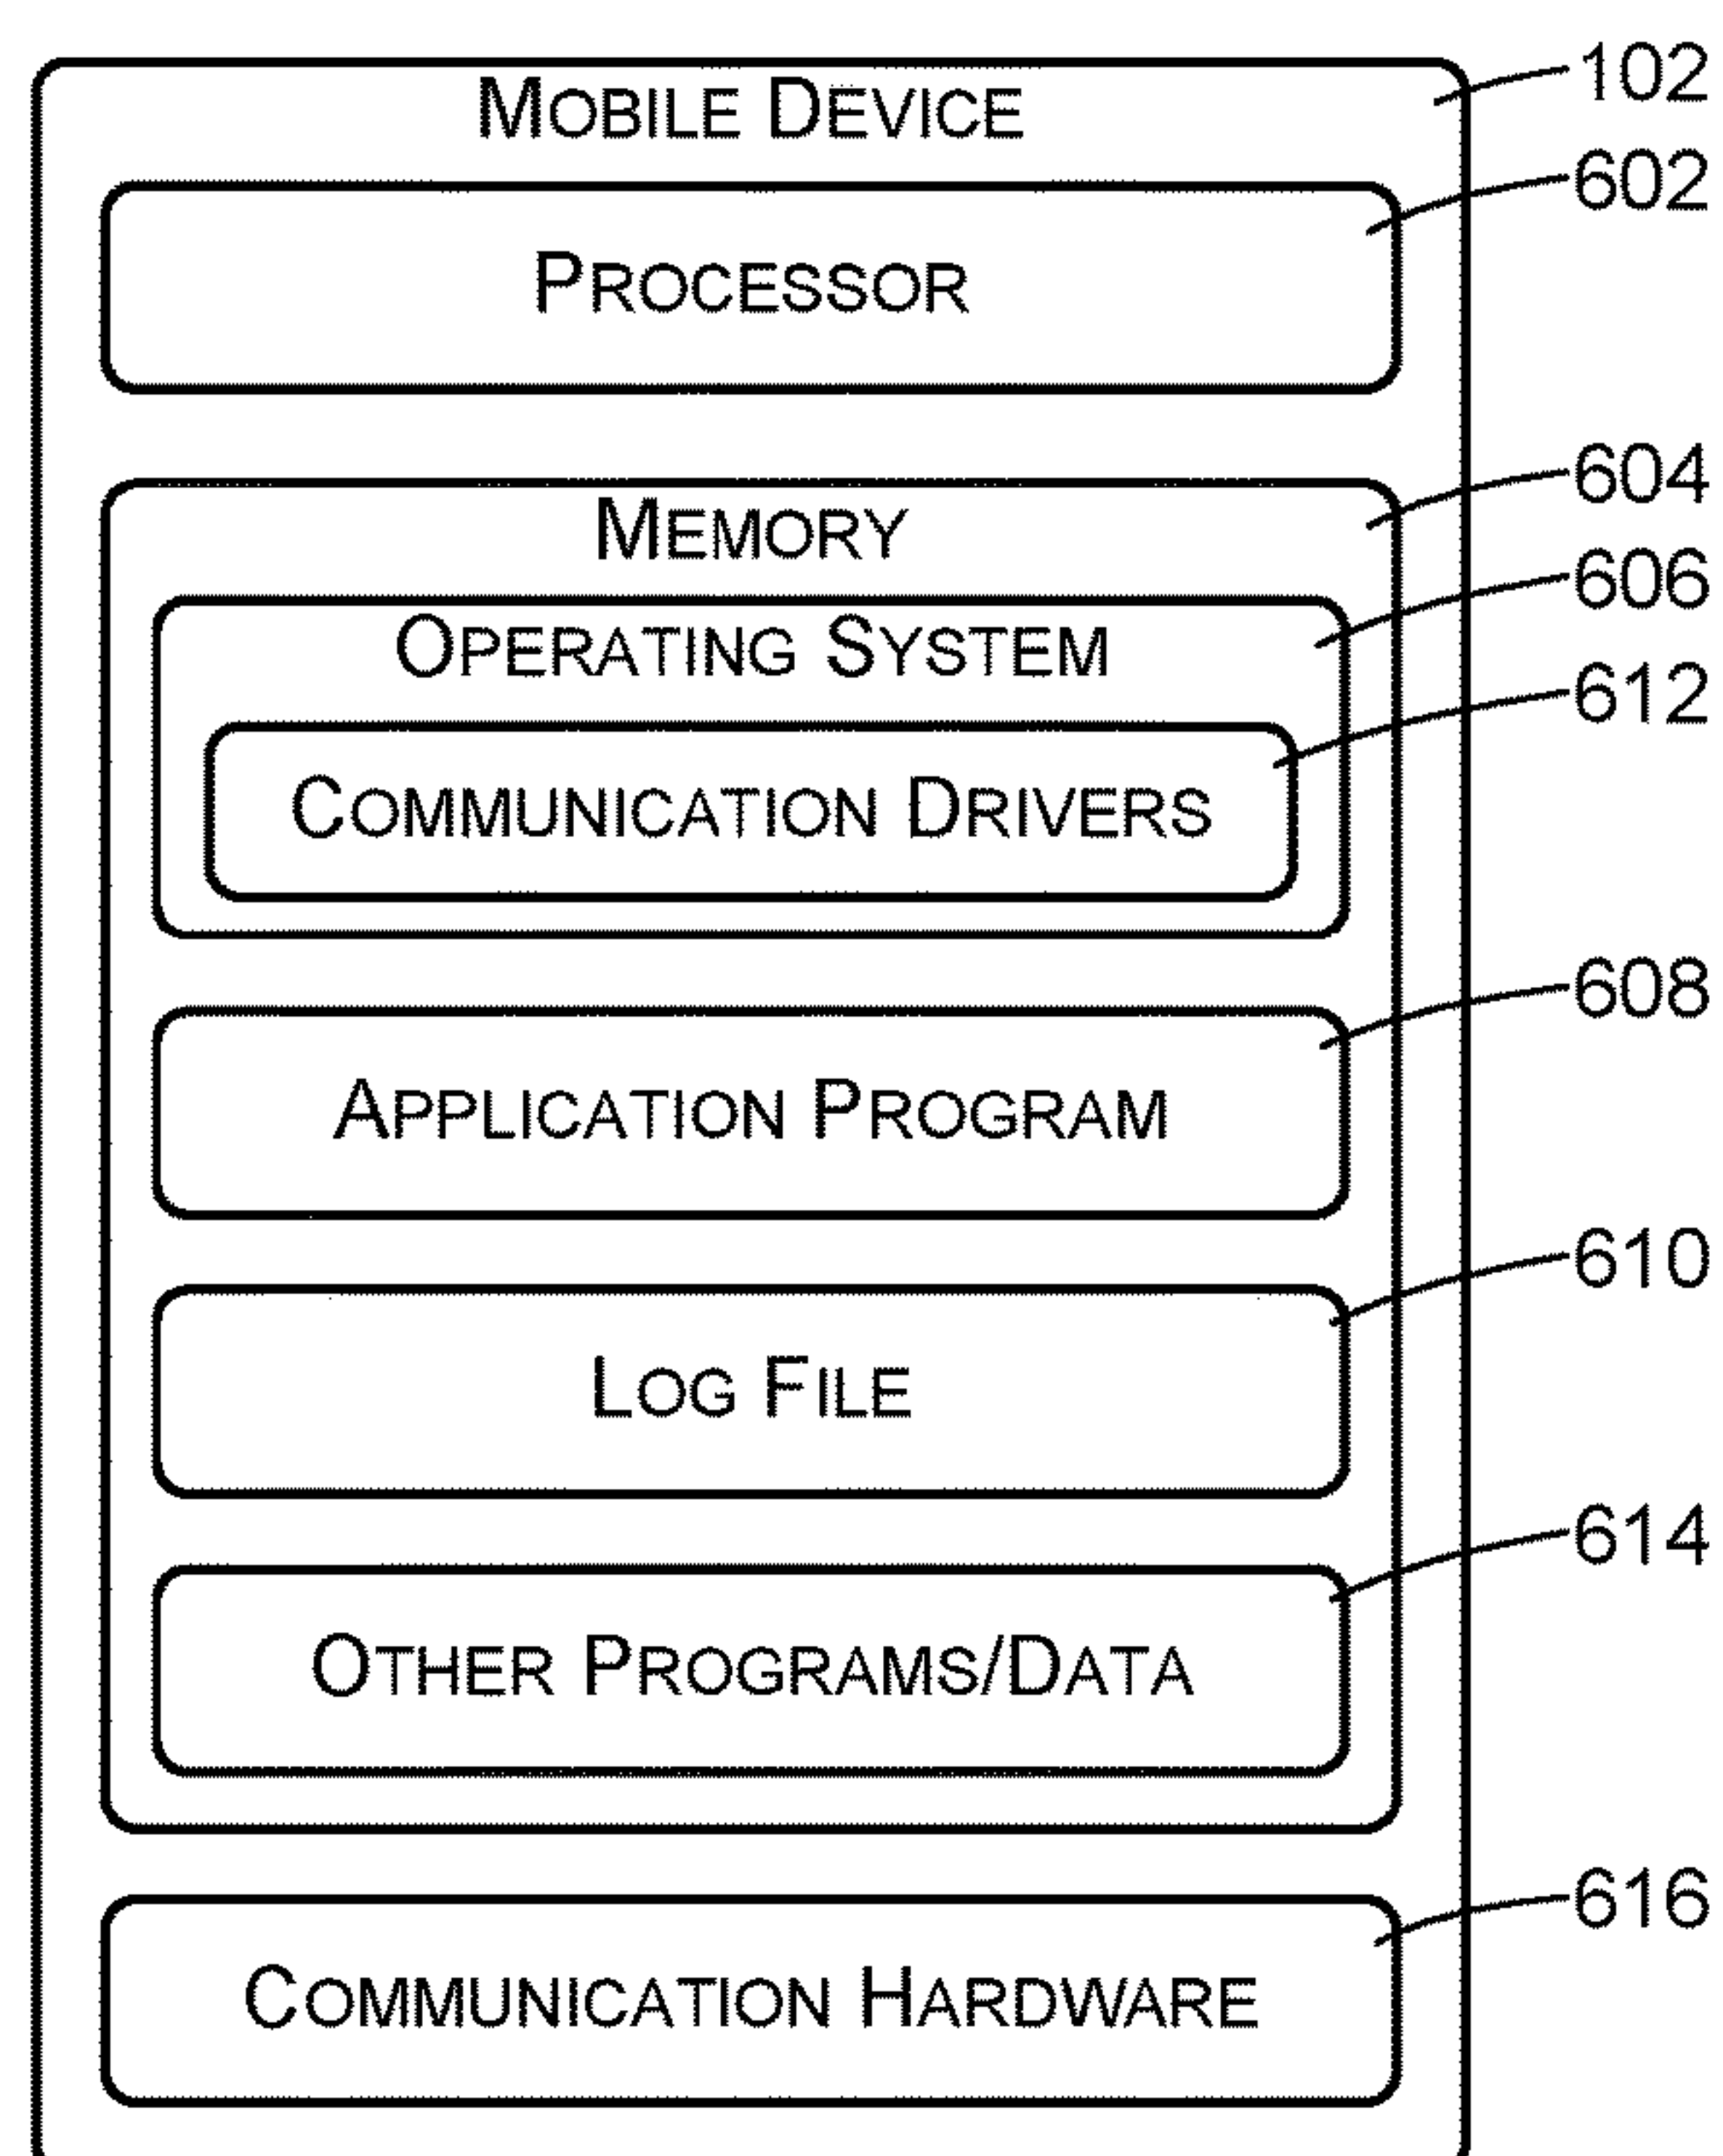 MOBILE DEVICE 102
602
PROCESSOR
604
MEMORY
606
OPERATING SYSTEM
612
COMMUNICATION DRIVERS
608
APPLICATION PROGRAM
610
LOG FILE
614
OTHER PROGRAMS/DATA
616
COMMUNICATION HARDWARE